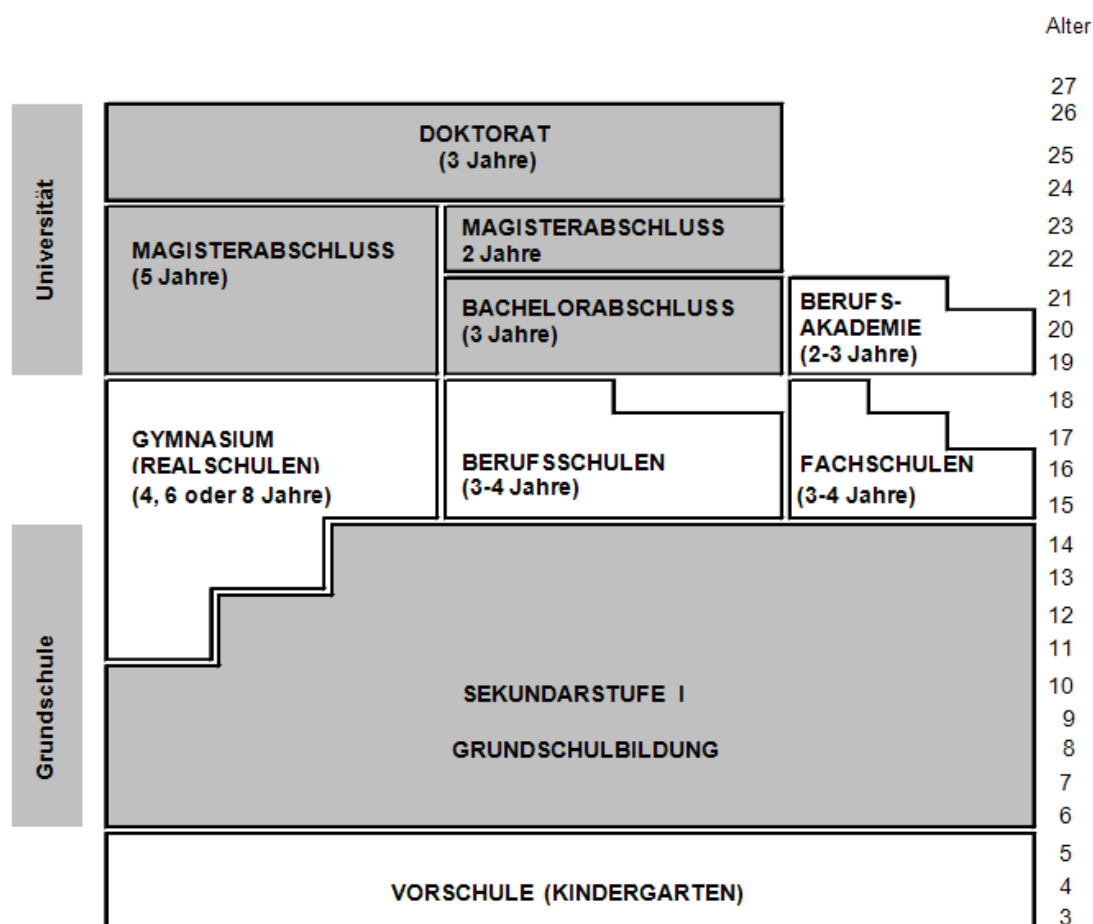 Alter
27
26
DOKTORAT
(3 Jahre)
25
24
Universität
MAGISTERABSCHLUSS
(5 Jahre)
MAGISTERABSCHLUSS
2 Jahre
23
22
BACHELORABSCHLUSS
(3 Jahre)
BERUFS-
AKADEMIE
(2-3 Jahre)
21
20
19
GYMNASIUM
(REALSCHULEN)
(4, 6 oder 8 Jahre)
BERUFSSCHULEN
(3-4 Jahre)
FACHSCHULEN
(3-4 Jahre)
18
17
16
15
Grundschule
SEKUNDARSTUFE I
GRUNDSCHULBILDUNG
14
13
12
11
10
9
8
7
6
VORSCHULE (KINDERGARTEN)
5
4
3